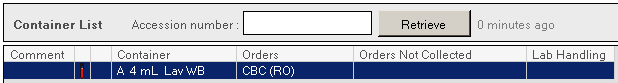 Container List Accession number: Retrieve 0 minutes ago
Comment Container Orders Orders Not Collected Lab Handling
! A 4 mL Lav WB CBC (RO)